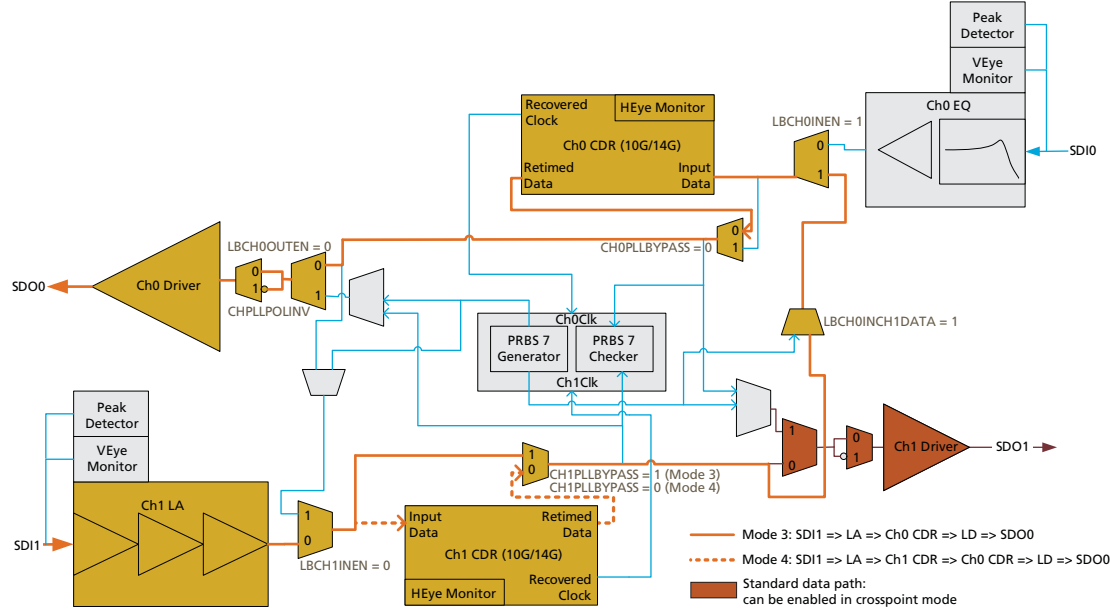 Peak
Detector
VEye
Monitor
Ch0 EQ
SDI0
LBCH0INEN = 1
0
1
Recovered
Clock
HEye Monitor
Ch0 CDR (10G/14G)
Retimed
Data
Input
Data
0
1
CH0PLLBYPASS = 0
LBCH0OUTEN = 0
0
1
0
1
CHPLLPOLINV
Ch0 Driver
SDO0
LBCH0INCH1DATA = 1
Ch0Clk
PRBS 7
Generator
PRBS 7
Checker
Ch1Clk
Peak
Detector
VEye
Monitor
Ch1 LA
SDI1
1
0
LBCH1INEN = 0
1
0
CH1PLLBYPASS = 1 (Mode 3)
CH1PLLBYPASS = 0 (Mode 4)
Input
Data
Retimed
Data
Ch1 CDR (10G/14G)
Recovered
Clock
HEye Monitor
1
0
0
1
Ch1 Driver
SDO1
Mode 3: SDI1 => LA => Ch0 CDR => LD => SDO0
Mode 4: SDI1 => LA => Ch1 CDR => Ch0 CDR => LD => SDO0
Standard data path:
can be enabled in crosspoint mode